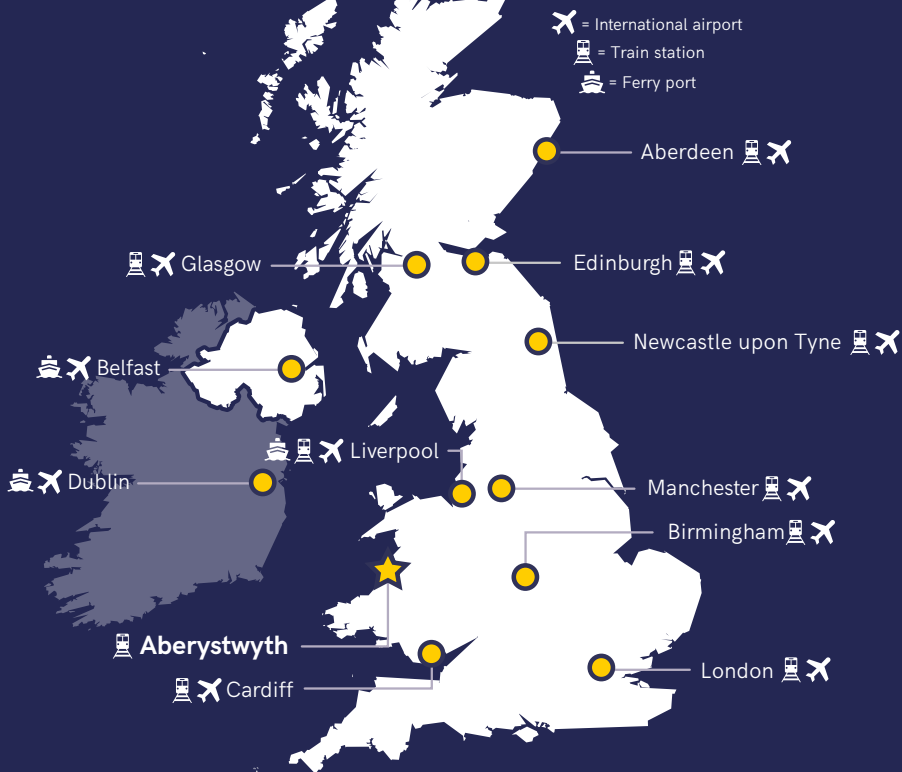 = International airport
= Train station
= Ferry port
Aberdeen
Glasgow
Edinburgh
Newcastle upon Tyne
Belfast
Liverpool
Dublin
Manchester
Birmingham
Aberystwyth
London
Cardiff